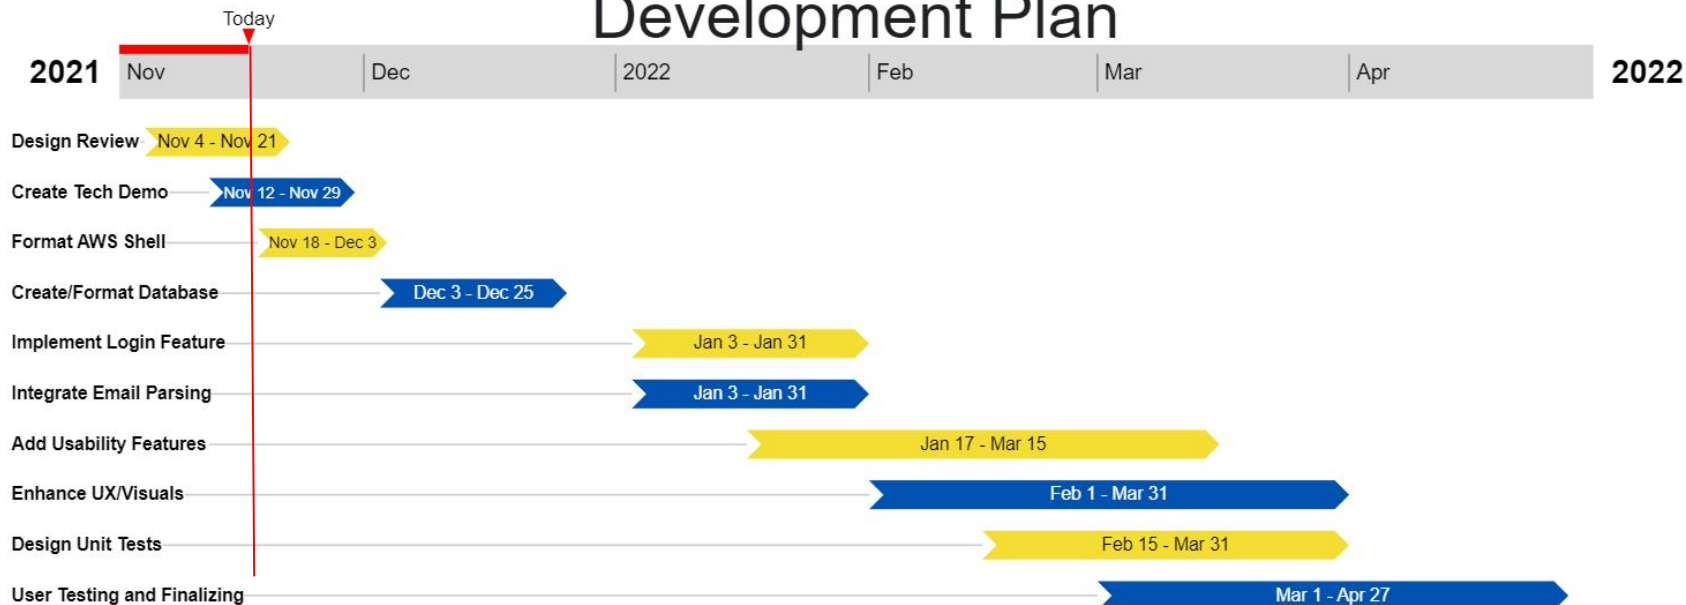 Development Plan
Today
2021 Nov Dec 2022 Feb Mar Apr 2022
Design Review Nov 4 - Nov 21
Create Tech Demo Nov 12 - Nov 29
Format AWS Shell Nov 18 - Dec 3
Create/Format Database Dec 3 - Dec 25
Implement Login Feature Jan 3 - Jan 31
Integrate Email Parsing Jan 3 - Jan 31
Add Usability Features Jan 17 - Mar 15
Enhance UX/Visuals Feb 1 - Mar 31
Design Unit Tests Feb 15 - Mar 31
User Testing and Finalizing Mar 1 - Apr 27